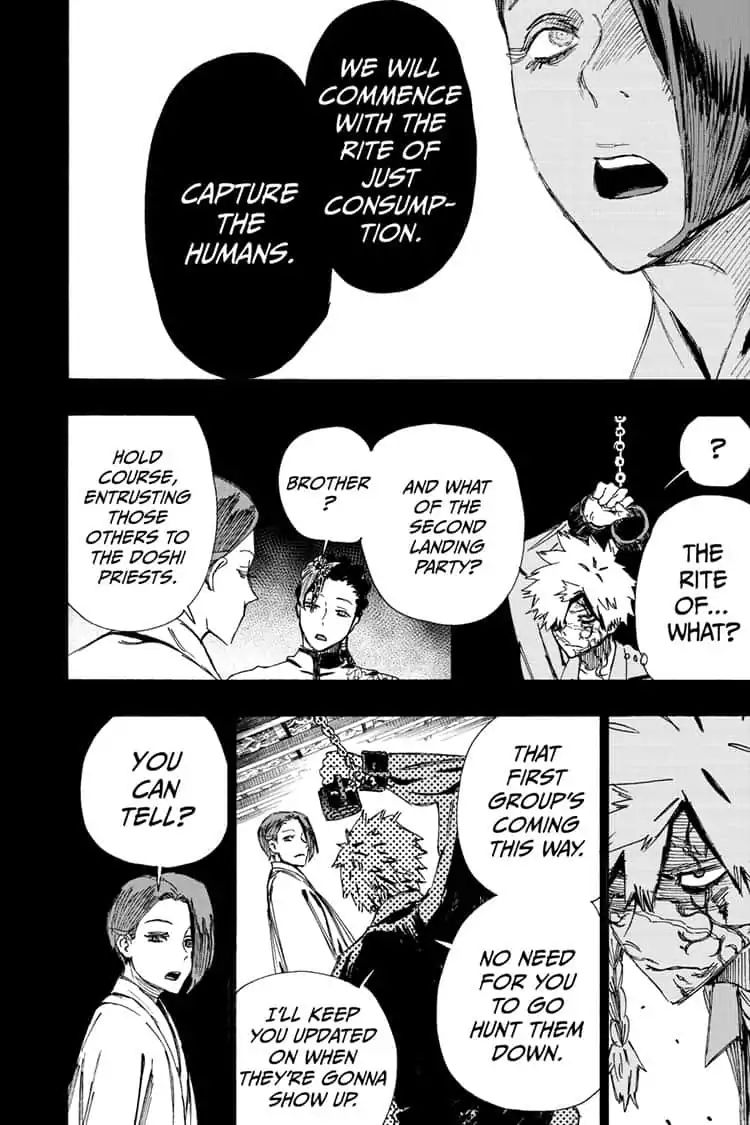 WE WILL
COMMENCE
WITH THE
RITE OF
JUST
CONSUMP-
TION.
CAPTURE
THE
HUMANS.
?
THE
RITE
OF...
WHAT?
AND WHAT
OF THE
SECOND
LANDING
PARTY?
BROTHER
?
HOLD
COURSE,
ENTRUSTING
THOSE
OTHERS TO
THE DOSHI
PRIESTS.
THAT
FIRST
GROUP'S
COMING
THIS WAY.
NO NEED
FOR YOU
TO GO
HUNT THEM
DOWN.
I'LL KEEP
YOU UPDATED
ON WHEN
THEY'RE GONNA
SHOW UP.
YOU
CAN
TELL?